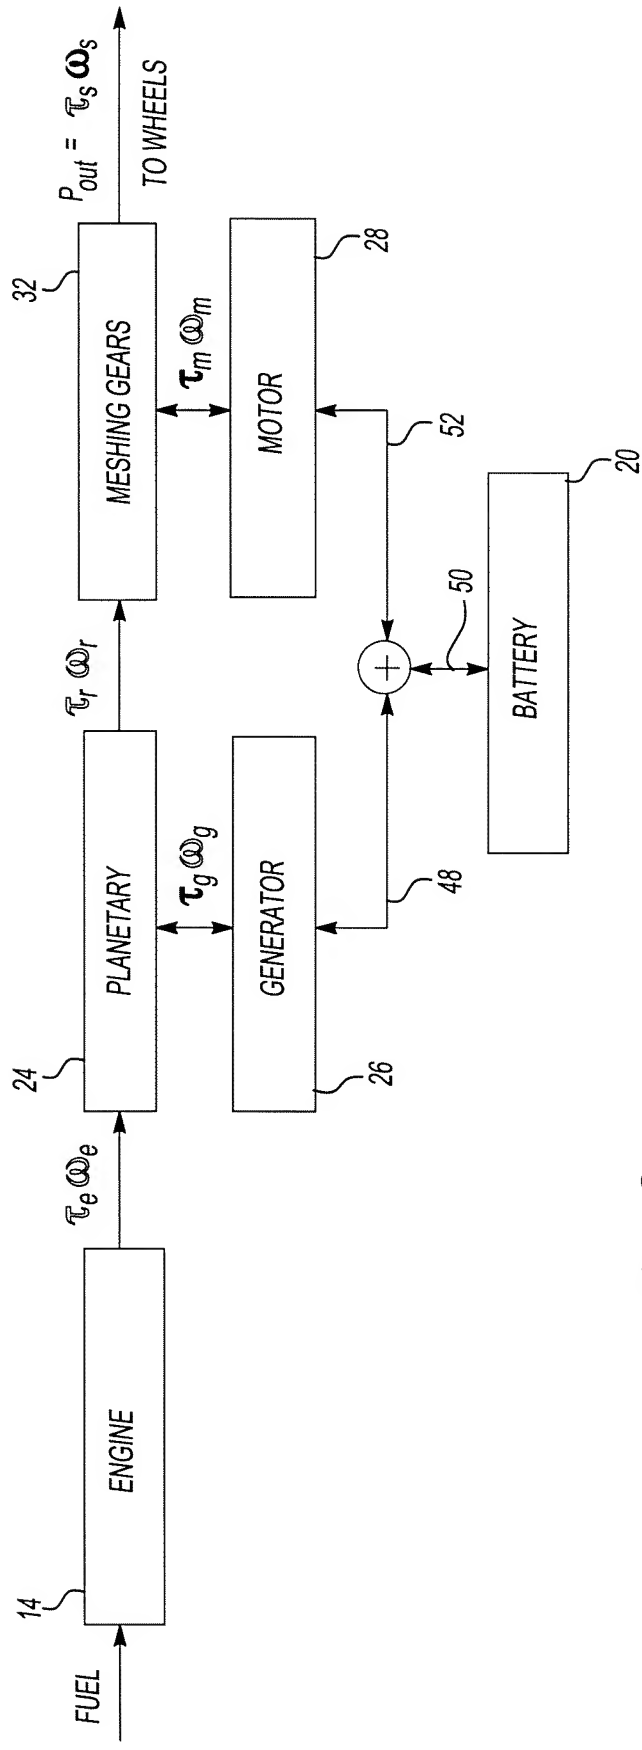 FUEL
14
ENGINE
τe ωe
24
PLANETARY
τr ωr
32
MESHING GEARS
Pout = τs ωs
TO WHEELS
τg ωg
τm ωm
GENERATOR
26
MOTOR
28
48
52
50
BATTERY
20